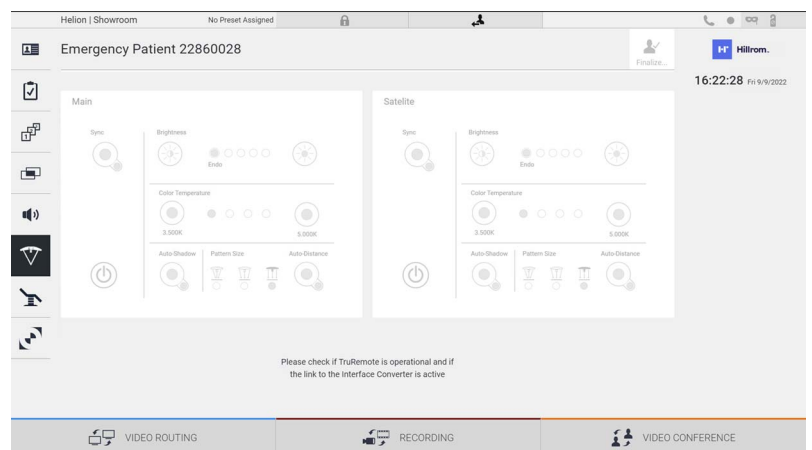 Helion | Showroom
No Preset Assigned
Emergency Patient 22860028
Finalize...
H Hillrom.
16:22:28 Fri 9/9/2022
1
2
Main
Sync
Brightness
Endo
Color Temperature
3.500K
5.000K
Auto-Shadow
Pattern Size
Auto-Distance
Satelite
Sync
Brightness
Endo
Color Temperature
3.500K
5.000K
Auto-Shadow
Pattern Size
Auto-Distance
Please check if TruRemote is operational and if
the link to the Interface Converter is active
VIDEO ROUTING
RECORDING
VIDEO CONFERENCE